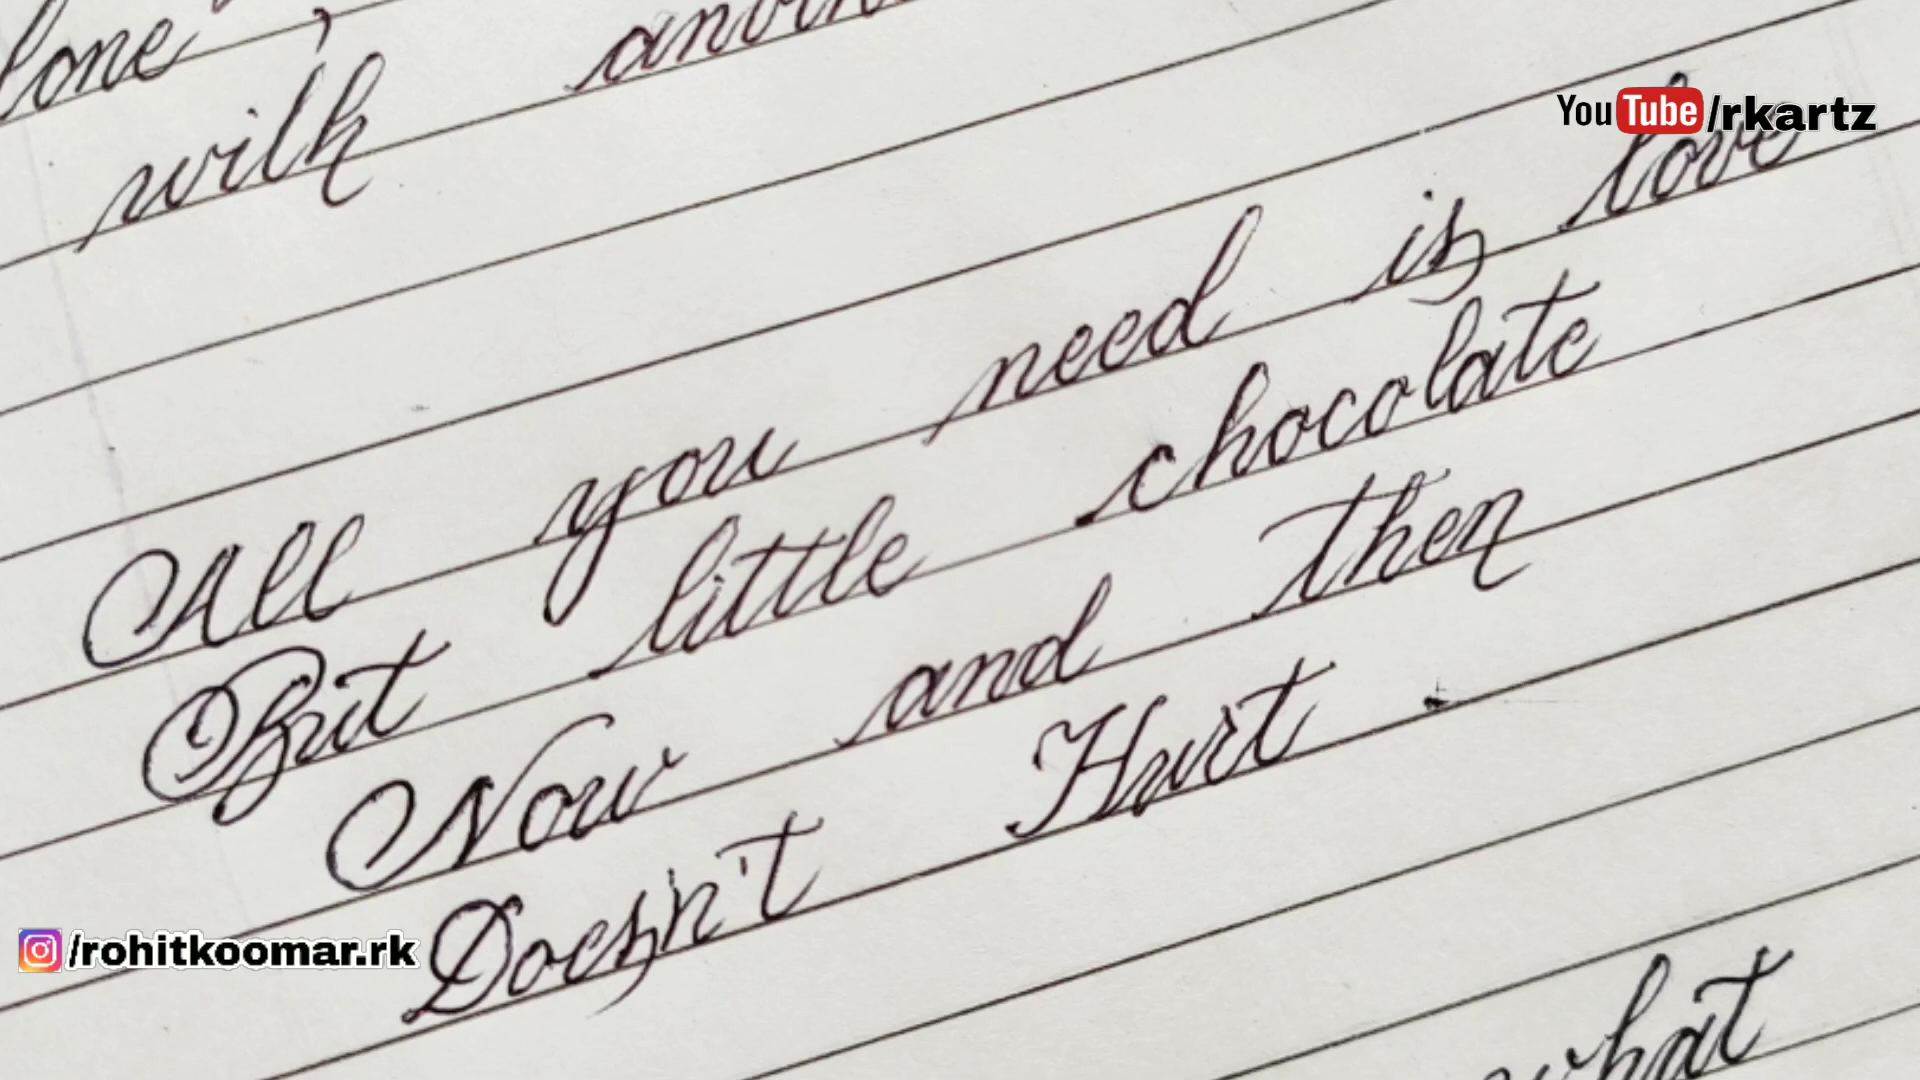 lone,
with
YouTube/rkartz
All you need is love
But little chocolate
Now and then
Doesn't Hurt.
/rohitkoomar.rk
what